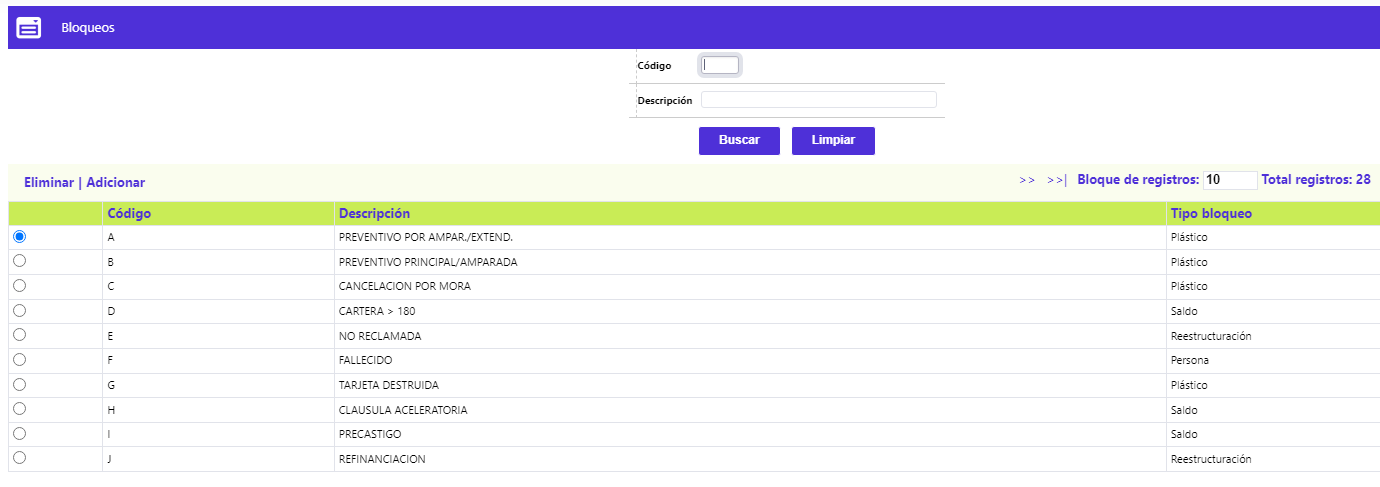 Bloqueos
Código
Descripción
Buscar Limpiar
Eliminar | Adicionar >> >>| Bloque de registros: 10 Total registros: 28
Código Descripción Tipo bloqueo
A PREVENTIVO POR AMPAR./EXTEND. Plástico
B PREVENTIVO PRINCIPAL/AMPARADA Plástico
C CANCELACION POR MORA Plástico
D CARTERA > 180 Saldo
E NO RECLAMADA Reestructuración
F FALLECIDO Persona
G TARJETA DESTRUIDA Plástico
H CLAUSULA ACELERATORIA Saldo
I PRECASTIGO Saldo
J REFINANCIACION Reestructuración